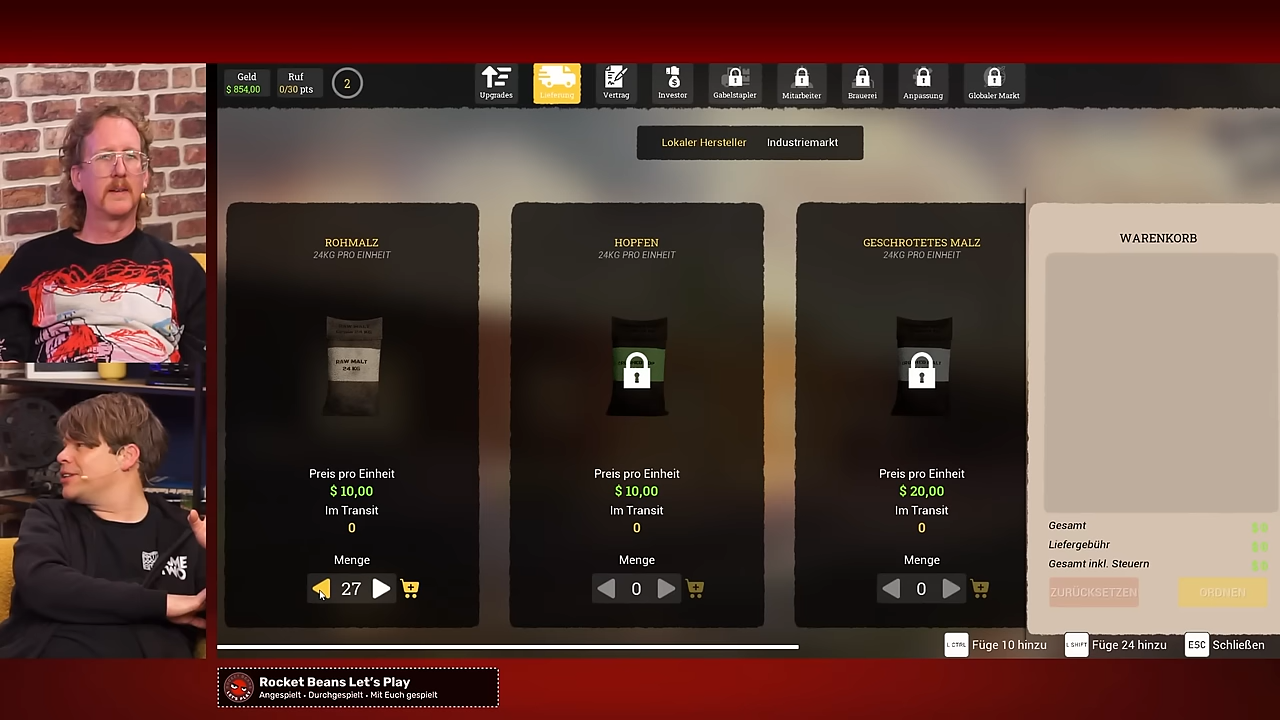 Geld
$ 854,00
Ruf
0/30 pts
2
Upgrades
Lieferung
Vertrag
Investor
Gabelstapler
Mitarbeiter
Brauerei
Anpassung
Globaler Markt
Lokaler Hersteller
Industriemarkt
ROHMALZ
24KG PRO EINHEIT
RAW MALT
24 KG
Preis pro Einheit
$ 10,00
Im Transit
0
Menge
27
HOPFEN
24KG PRO EINHEIT
Preis pro Einheit
$ 10,00
Im Transit
0
Menge
0
GESCHROTETES MALZ
24KG PRO EINHEIT
Preis pro Einheit
$ 20,00
Im Transit
0
Menge
0
WARENKORB
Gesamt
Liefergebühr
Gesamt inkl. Steuern
ZURÜCKSETZEN
ORDNEN
L CTRL Füge 10 hinzu
L SHIFT Füge 24 hinzu
ESC Schließen
Rocket Beans Let's Play
Angespielt • Durchgespielt • Mit Euch gespielt